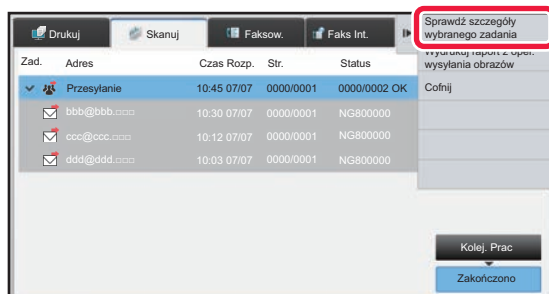 Drukuj Skanuj Faksow. Faks Int.
Sprawdź szczegóły
wybranego zadania
Wydrukuj raport z oper.
wysyłania obrazów
Cofnij
Zad. Adres Czas Rozp. Str. Status
Przesyłanie 10:45 07/07 0000/0001 0000/0002 OK
bbb@bbb.□□□ 10:30 07/07 0000/0001 NG800000
ccc@ccc.□□□ 10:12 07/07 0000/0001 NG800000
ddd@ddd.□□□ 10:03 07/07 0000/0001 NG800000
Kolej. Prac
Zakończono